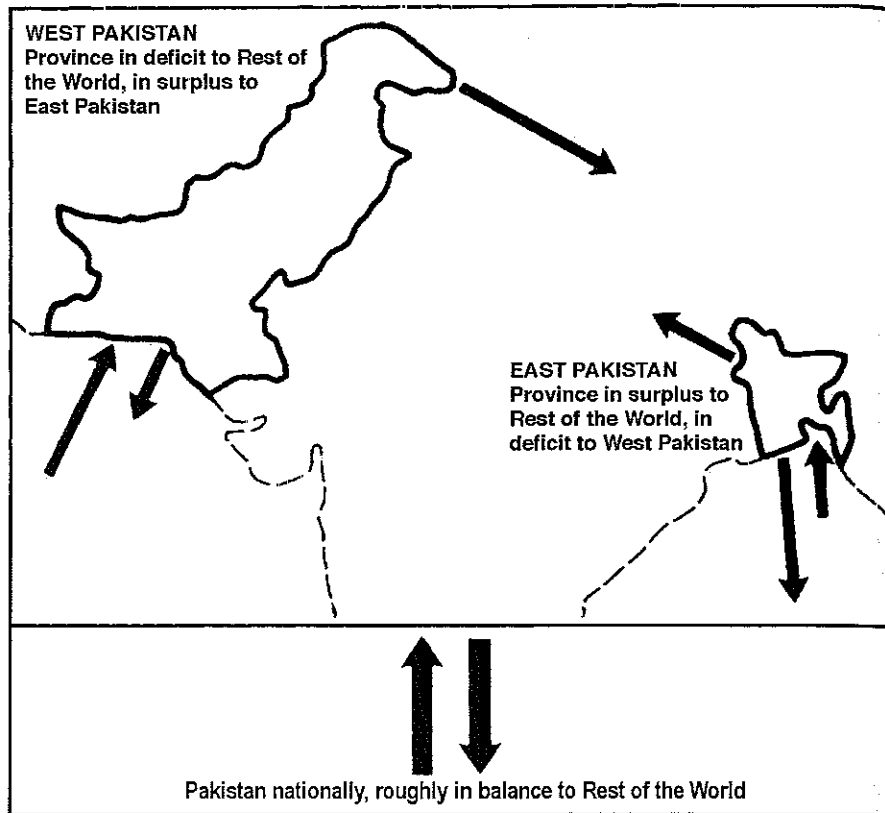 WEST PAKISTAN
Province in deficit to Rest of
the World, in surplus to
East Pakistan
EAST PAKISTAN
Province in surplus to
Rest of the World, in
deficit to West Pakistan
Pakistan nationally, roughly in balance to Rest of the World